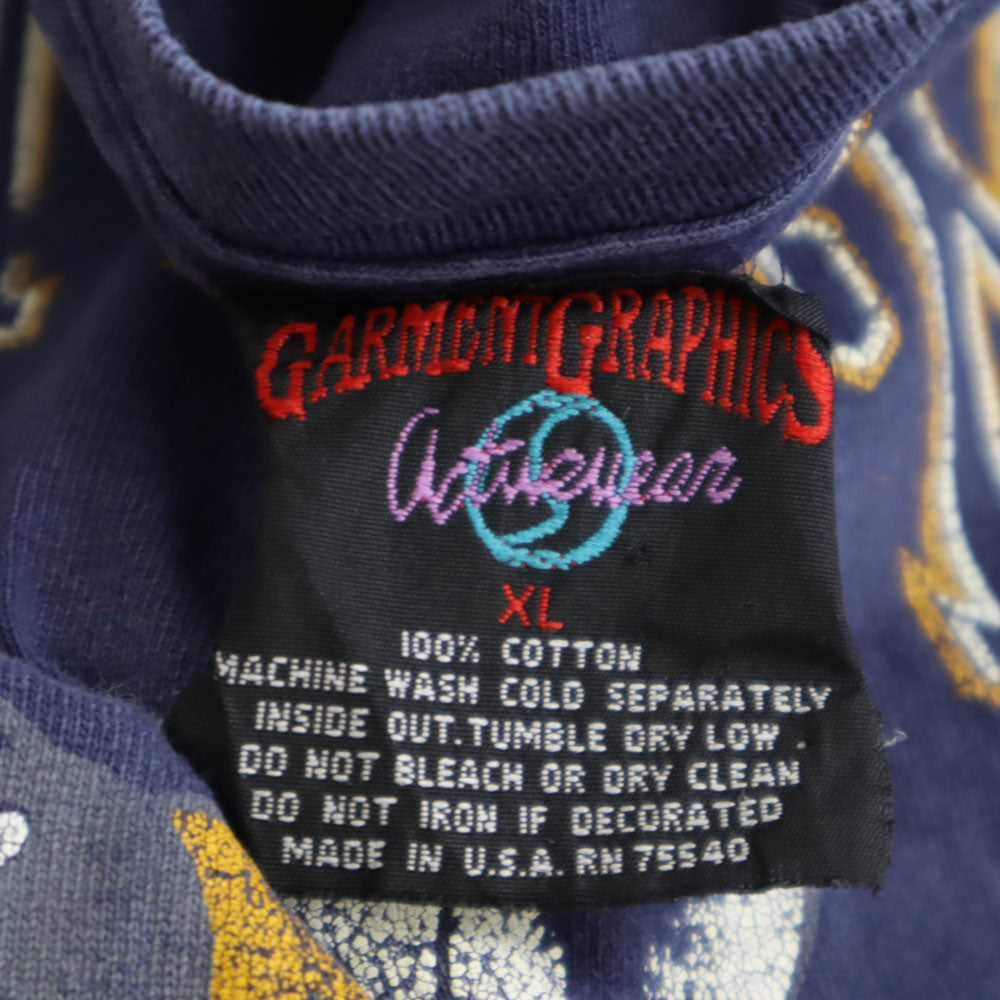 GARMENTGRAPHICS
Activewear
XL
100% COTTON
MACHINE WASH COLD SEPARATELY
INSIDE OUT. TUMBLE DRY LOW.
DO NOT BLEACH OR DRY CLEAN
DO NOT IRON IF DECORATED
MADE IN U.S.A. RN 75540